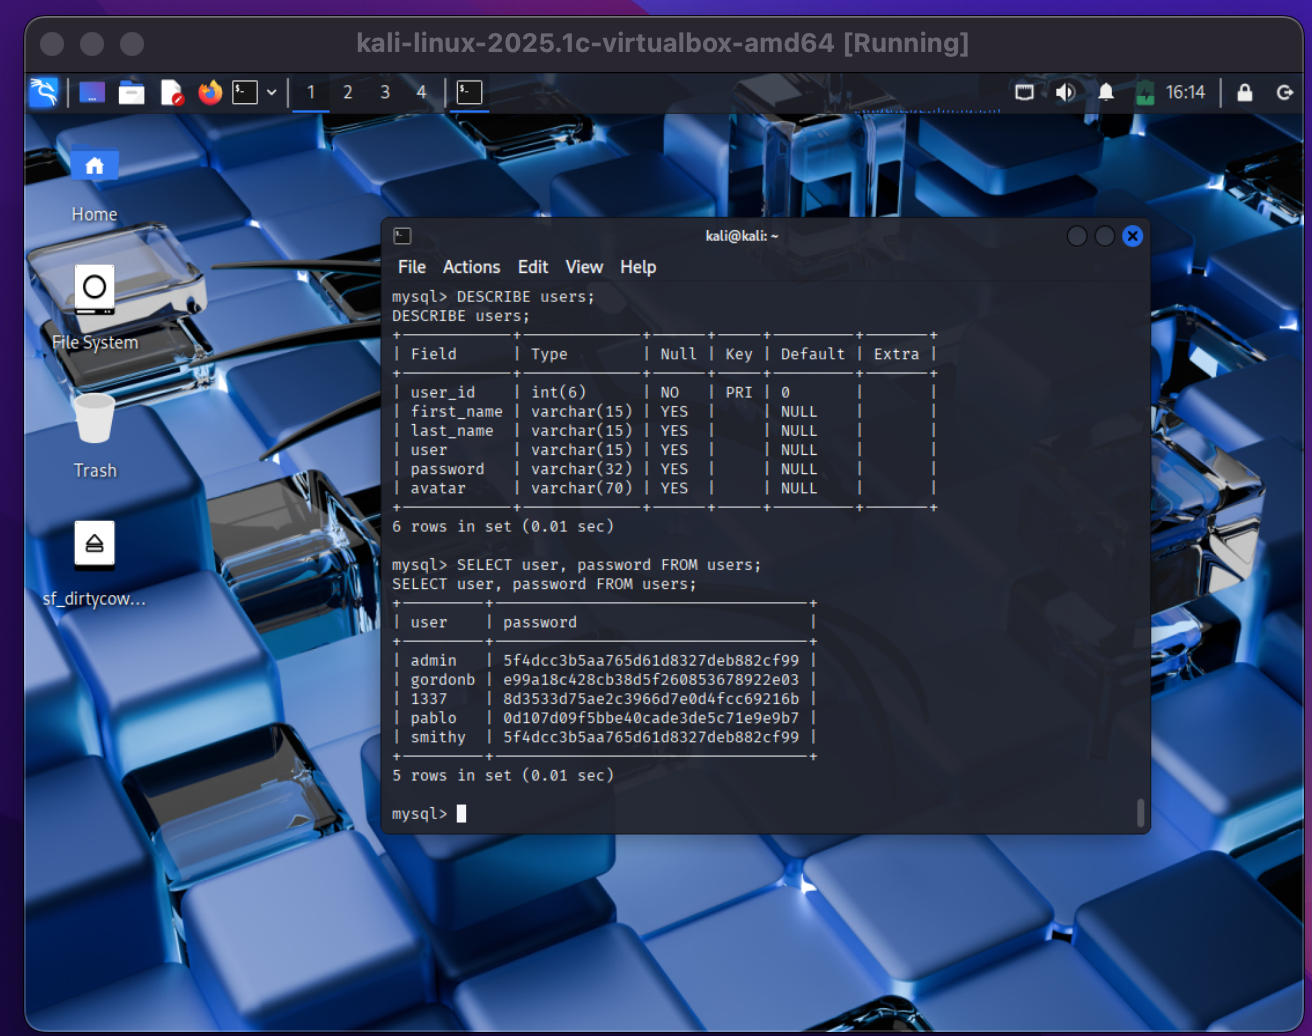 kali-linux-2025.1c-virtualbox-amd64 [Running]
1 2 3 4 16:14
Home
File System
Trash
sf_dirtycow...
kali@kali: ~
File Actions Edit View Help
mysql> DESCRIBE users;
DESCRIBE users;
| Field | Type | Null | Key | Default | Extra |
| user_id | int(6) | NO | PRI | 0 | |
| first_name | varchar(15) | YES | | NULL | |
| last_name | varchar(15) | YES | | NULL | |
| user | varchar(15) | YES | | NULL | |
| password | varchar(32) | YES | | NULL | |
| avatar | varchar(70) | YES | | NULL | |
6 rows in set (0.01 sec)
mysql> SELECT user, password FROM users;
SELECT user, password FROM users;
| user | password |
| admin | 5f4dcc3b5aa765d61d8327deb882cf99 |
| gordonb | e99a18c428cb38d5f260853678922e03 |
| 1337 | 8d3533d75ae2c3966d7e0d4fcc69216b |
| pablo | 0d107d09f5bbe40cade3de5c71e9e9b7 |
| smithy | 5f4dcc3b5aa765d61d8327deb882cf99 |
5 rows in set (0.01 sec)
mysql>